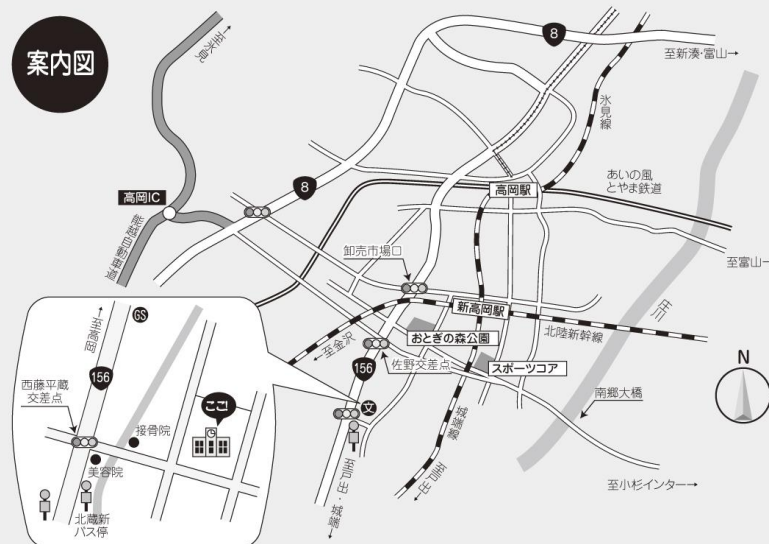 案内図
←至氷見
8
至新湊・富山→
氷見線
高岡IC
8
高岡駅
あいの風
とやま鉄道
能越自動車道
卸売市場口
至富山→
庄川
新高岡駅
北陸新幹線
←至金沢
おとぎの森公園
佐野交差点
スポーツコア
156
文
城端線
至戸出→
至戸出・城端→
南郷大橋
至小杉インター→
N
←至高岡
GS
156
西藤平蔵
交差点
ここ!
接骨院
美容院
北蔵新
バス停